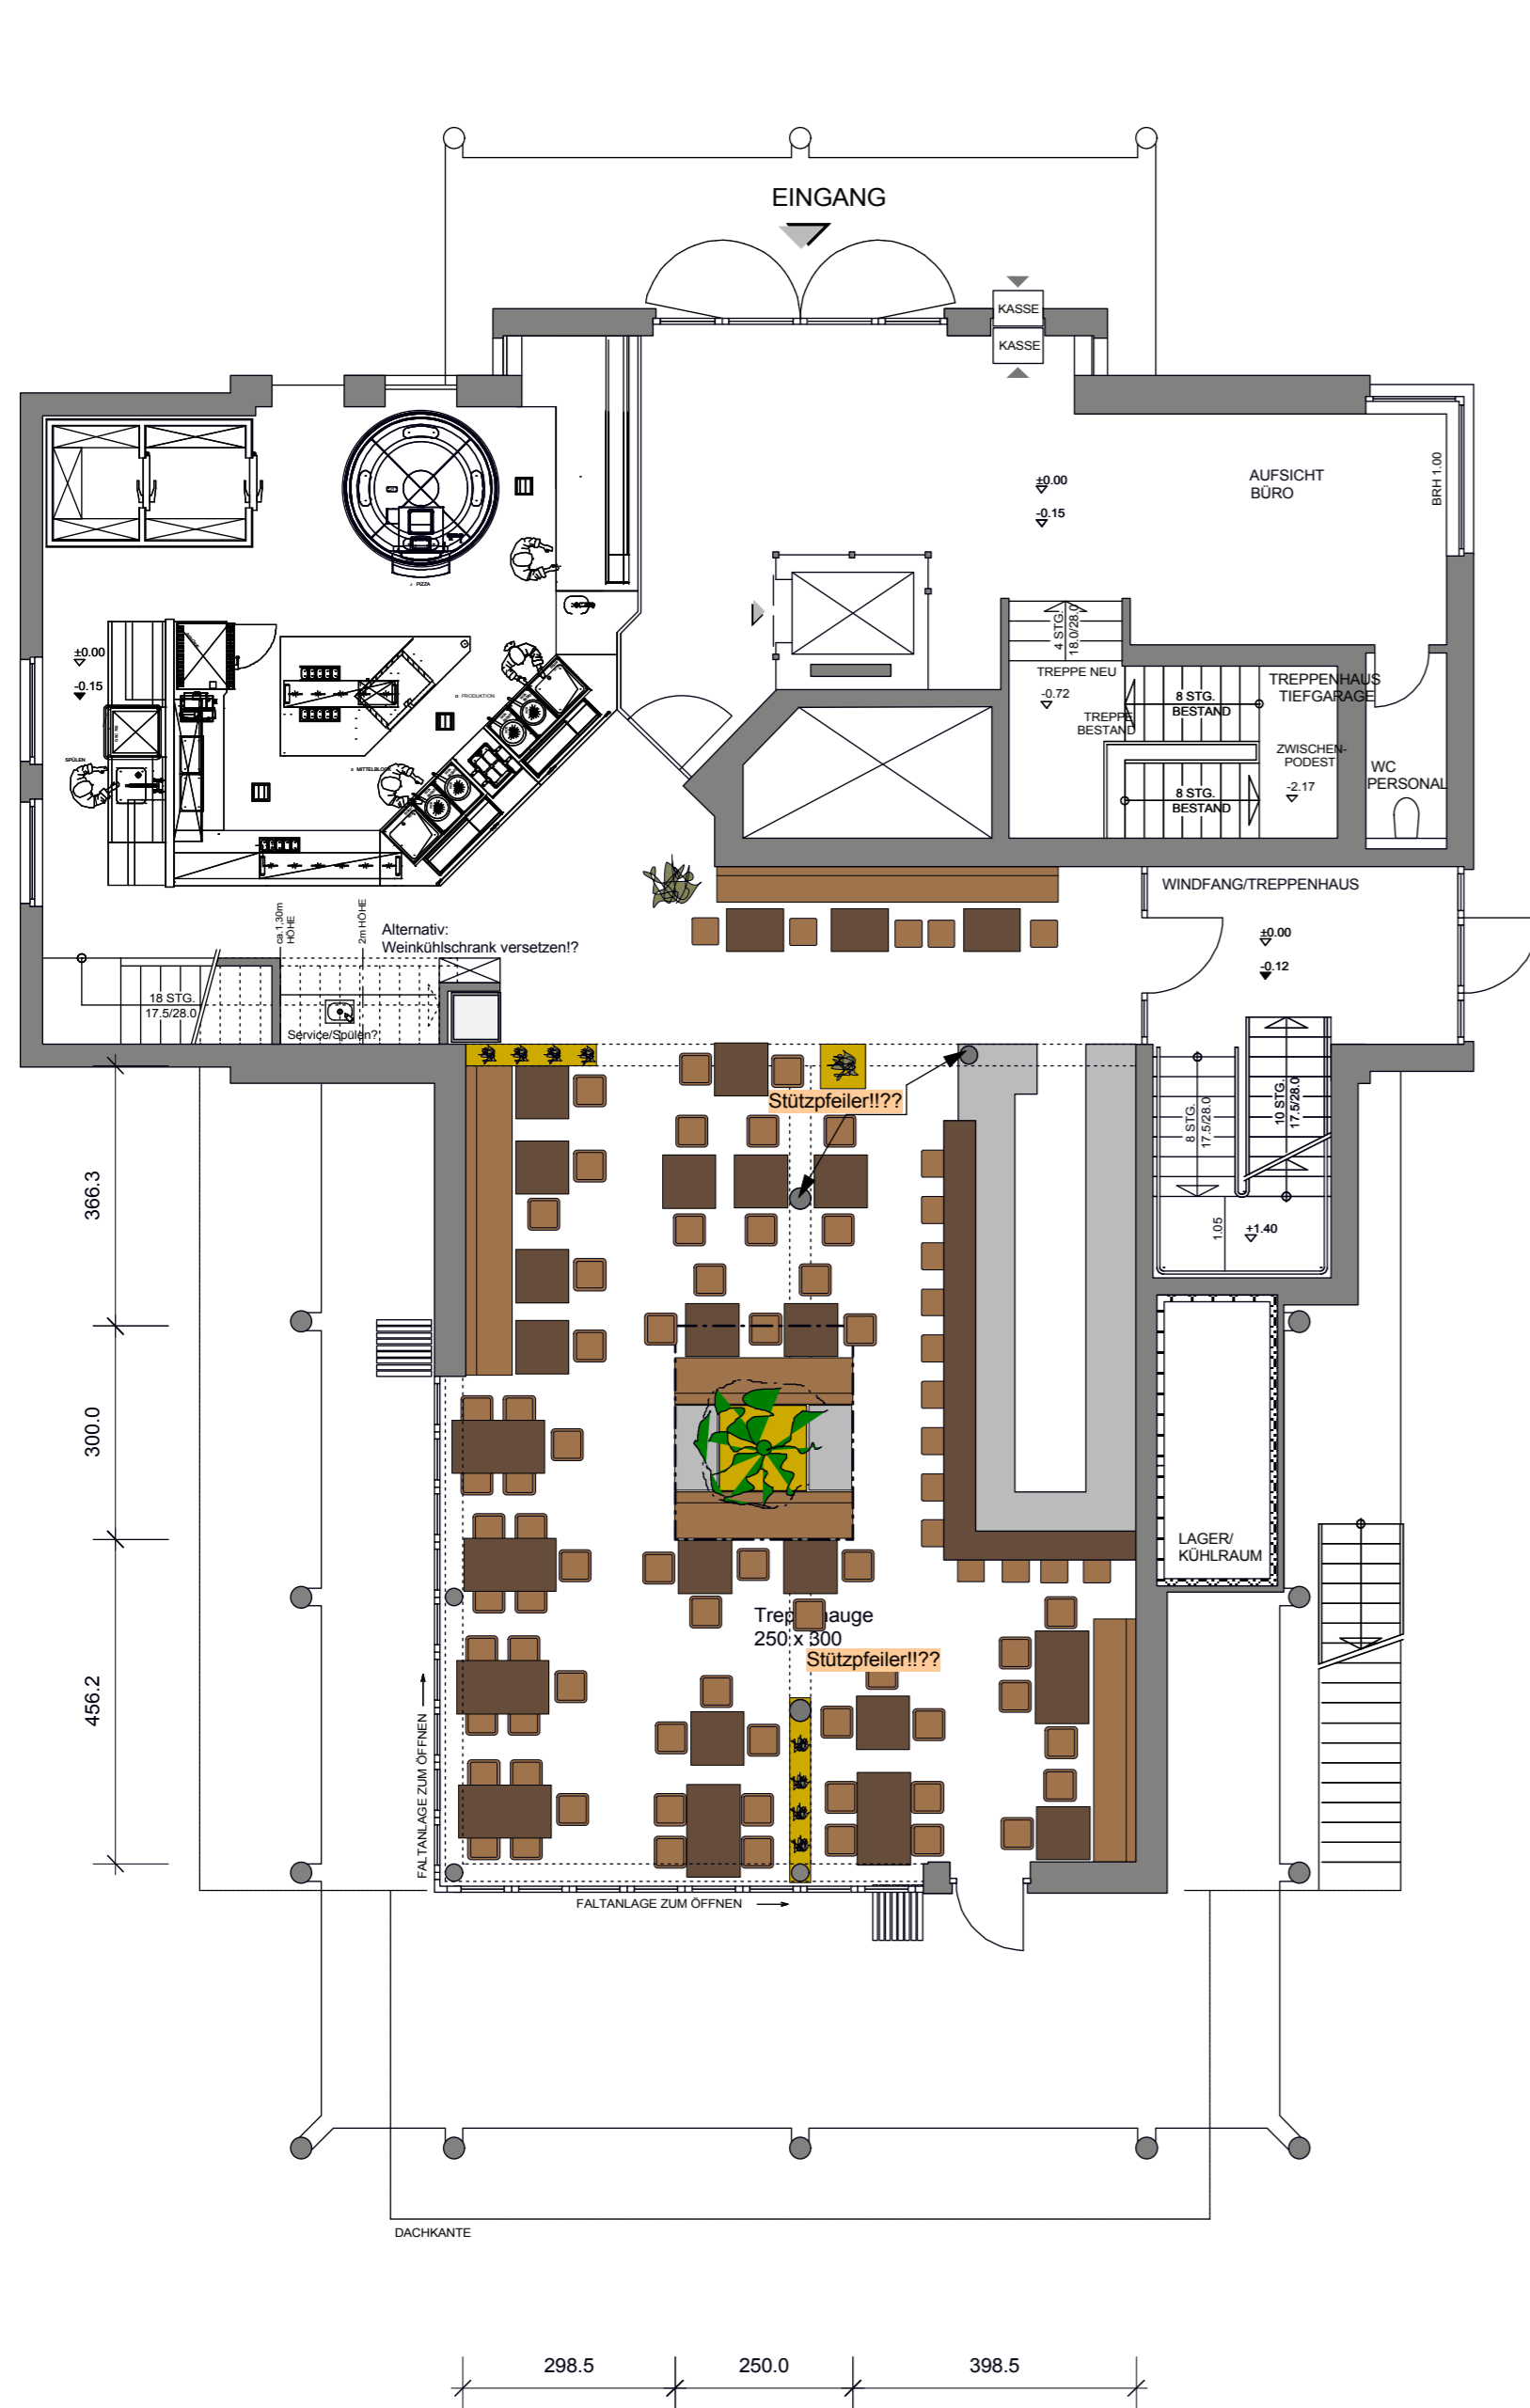 EINGANG
KASSE
KASSE
AUFSICHT
BÜRO
BRH 1.00
±0.00
-0.15
PIZZA
4 STG.
18.0/28.0
TREPPE NEU
-0.72
TREPPE
BESTAND
8 STG.
BESTAND
TREPPENHAUS
TIEFGARAGE
ZWISCHEN-
PODEST
-2.17
8 STG.
BESTAND
WC
PERSONAL
±0.00
-0.15
PRODUKTION
MITTELBLOCK
SPÜLEN
WINDFANG/TREPPENHAUS
±0.00
-0.12
ca.1,30m
HÖHE
2m HÖHE
Alternativ:
Weinkühlschrank versetzen!?
18 STG.
17.5/28.0
Service/Spülen?
Stützpfeiler!!??
8 STG.
17.5/28.0
10 STG.
17.5/28.0
1.05
+1.40
366.3
300.0
456.2
LAGER/
KÜHLRAUM
250 x 300
Stützpfeiler!!??
FALTANLAGE ZUM ÖFFNEN
FALTANLAGE ZUM ÖFFNEN
DACHKANTE
298.5
250.0
398.5